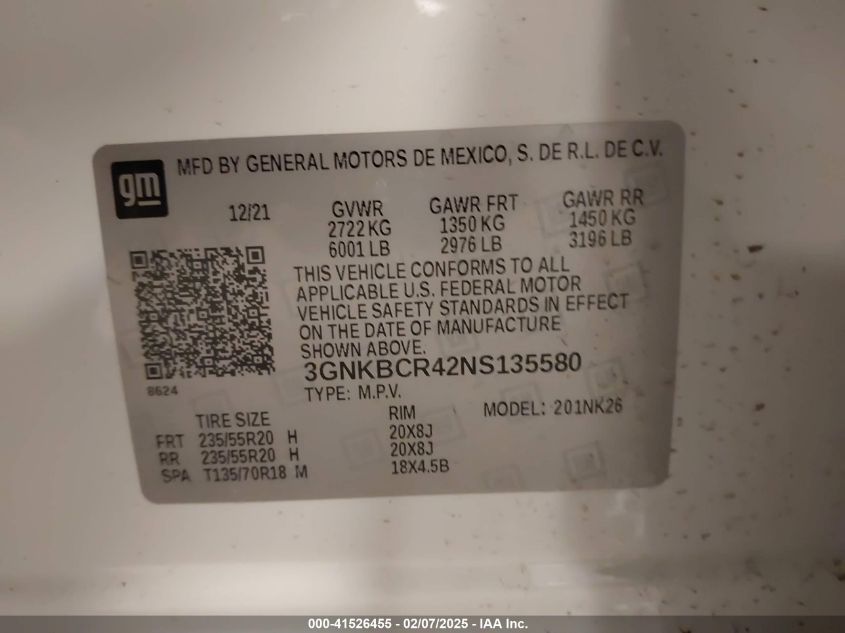 gm
MFD BY GENERAL MOTORS DE MEXICO, S. DE R.L. DE C.V.
12/21 GVWR GAWR FRT GAWR RR
2722 KG 1350 KG 1450 KG
6001 LB 2976 LB 3196 LB
THIS VEHICLE CONFORMS TO ALL
APPLICABLE U.S. FEDERAL MOTOR
VEHICLE SAFETY STANDARDS IN EFFECT
ON THE DATE OF MANUFACTURE
SHOWN ABOVE.
8624
3GNKBCR42NS135580
TYPE: M.P.V.
TIRE SIZE RIM MODEL: 201NK26
FRT 235/55R20 H 20X8J
RR 235/55R20 H 20X8J
SPA T135/70R18 M 18X4.5B
000-41526455 - 02/07/2025 - IAA Inc.